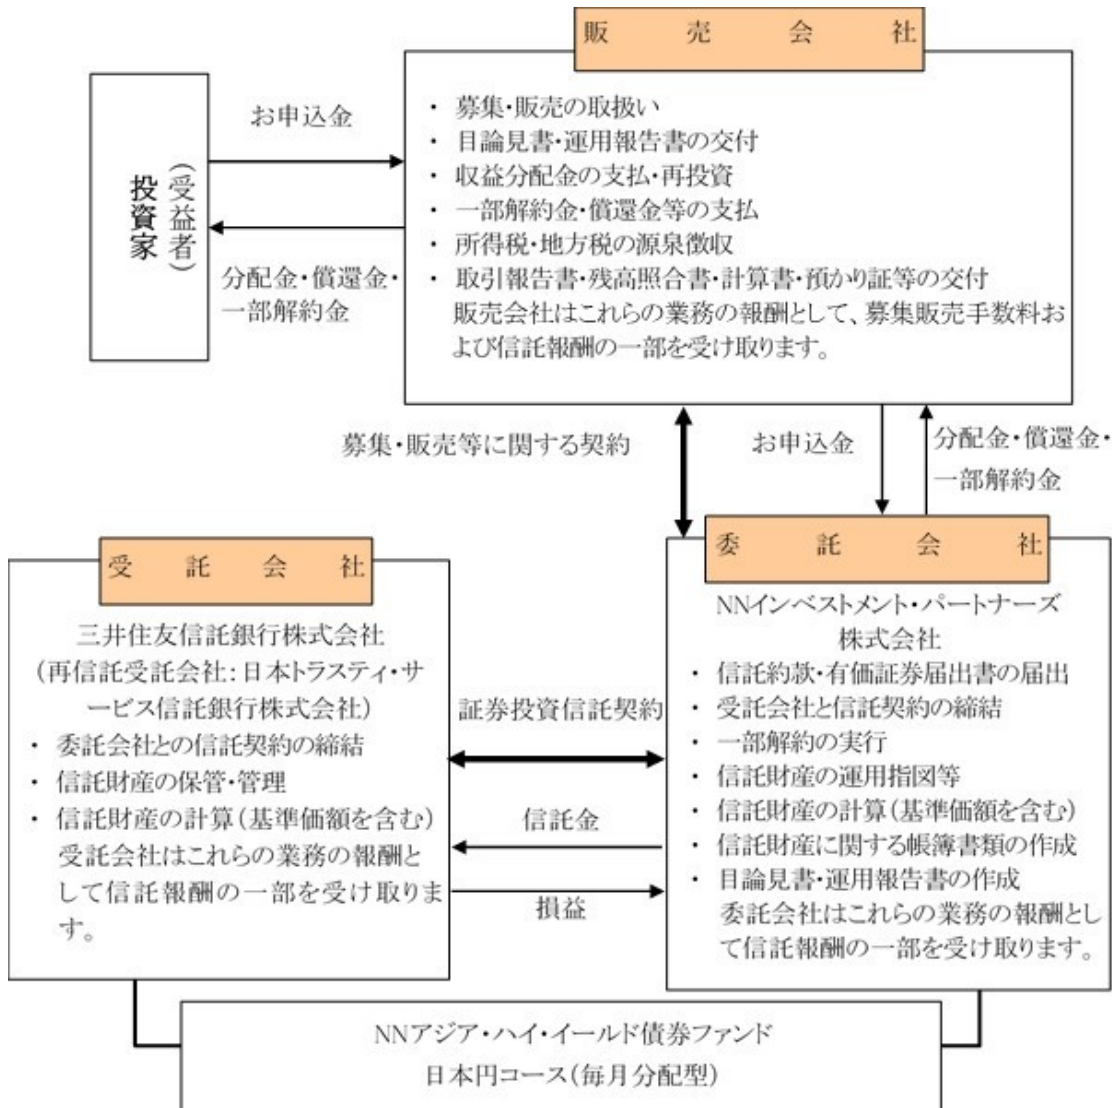 販売会社
・ 募集・販売の取扱い
・ 目論見書・運用報告書の交付
・ 収益分配金の支払・再投資
・ 一部解約金・償還金等の支払
・ 所得税・地方税の源泉徴収
・ 取引報告書・残高照合書・計算書・預かり証等の交付
販売会社はこれらの業務の報酬として、募集販売手数料お
よび信託報酬の一部を受け取ります。
お申込金
(受益者)
投資家
分配金・償還金・
一部解約金
募集・販売等に関する契約
お申込金
分配金・償還金・
一部解約金
受託会社
三井住友信託銀行株式会社
(再信託受託会社:日本トラスティ・サ
ービス信託銀行株式会社)
・ 委託会社との信託契約の締結
・ 信託財産の保管・管理
・ 信託財産の計算(基準価額を含む)
受託会社はこれらの業務の報酬と
して信託報酬の一部を受け取りま
す。
証券投資信託契約
信託金
損益
委託会社
NNインベストメント・パートナーズ
株式会社
・ 信託約款・有価証券届出書の届出
・ 受託会社と信託契約の締結
・ 一部解約の実行
・ 信託財産の運用指図等
・ 信託財産の計算(基準価額を含む)
・ 信託財産に関する帳簿書類の作成
・ 目論見書・運用報告書の作成
委託会社はこれらの業務の報酬とし
て信託報酬の一部を受け取ります。
NNアジア・ハイ・イールド債券ファンド
日本円コース(毎月分配型)